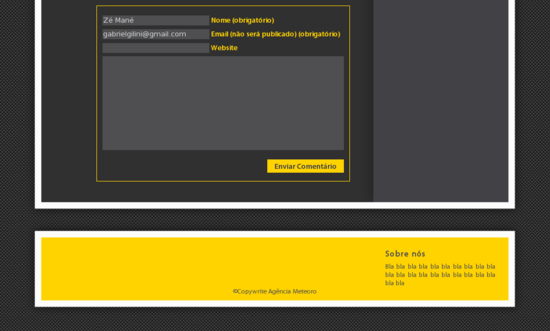 Zé Mané Nome (obrigatório)
gabrielgilini@gmail.com Email (não será publicado) (obrigatório)
Website
Enviar Comentário
Sobre nós
Bla bla bla bla bla bla bla bla bla bla
bla bla bla bla bla bla bla bla bla bla
bla bla
©Copywrite Agência Meteoro